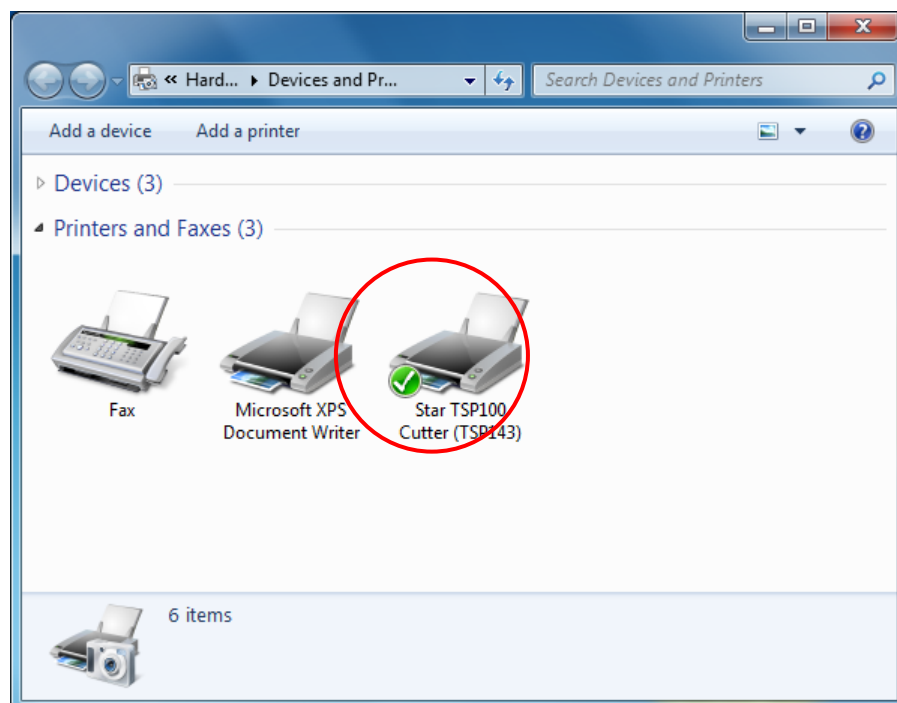 « Hard... ▸ Devices and Pr...
Search Devices and Printers
Add a device Add a printer
Devices (3)
Printers and Faxes (3)
Fax
Microsoft XPS
Document Writer
Star TSP100
Cutter (TSP143)
6 items